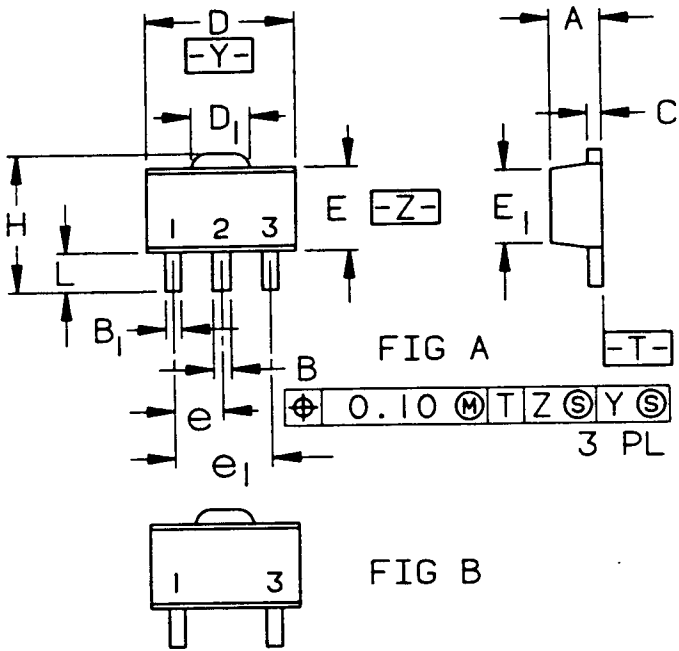 D
A
-Y-
D1
C
H
E
-Z-
E1
1 2 3
L
B1
FIG A
-T-
B
⌖ 0.10 Ⓜ T Z Ⓢ Y Ⓢ
e
3 PL
e1
1 3
FIG B